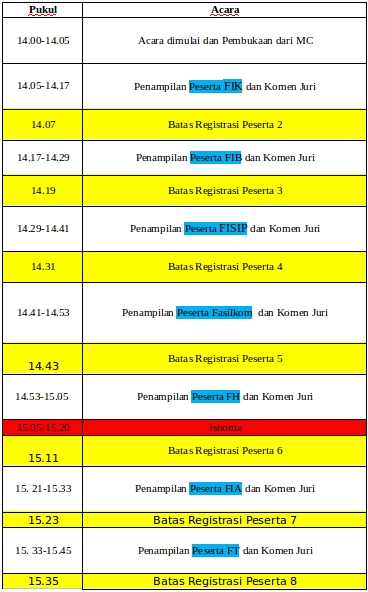 Pukul Acara
14.00-14.05 Acara dimulai dan Pembukaan dari MC
14.05-14.17 Penampilan Peserta FIK dan Komen Juri
14.07 Batas Registrasi Peserta 2
14.17-14.29 Penampilan Peserta FIB dan Komen Juri
14.19 Batas Registrasi Peserta 3
14.29-14.41 Penampilan Peserta FISIP dan Komen Juri
14.31 Batas Registrasi Peserta 4
14.41-14.53 Penampilan Peserta Fasilkom dan Komen Juri
14.43 Batas Registrasi Peserta 5
14.53-15.05 Penampilan Peserta FH dan Komen Juri
15.05-15.20 Ishoma
15.11 Batas Registrasi Peserta 6
15. 21-15.33 Penampilan Peserta FIA dan Komen Juri
15.23 Batas Registrasi Peserta 7
15. 33-15.45 Penampilan Peserta FT dan Komen Juri
15.35 Batas Registrasi Peserta 8